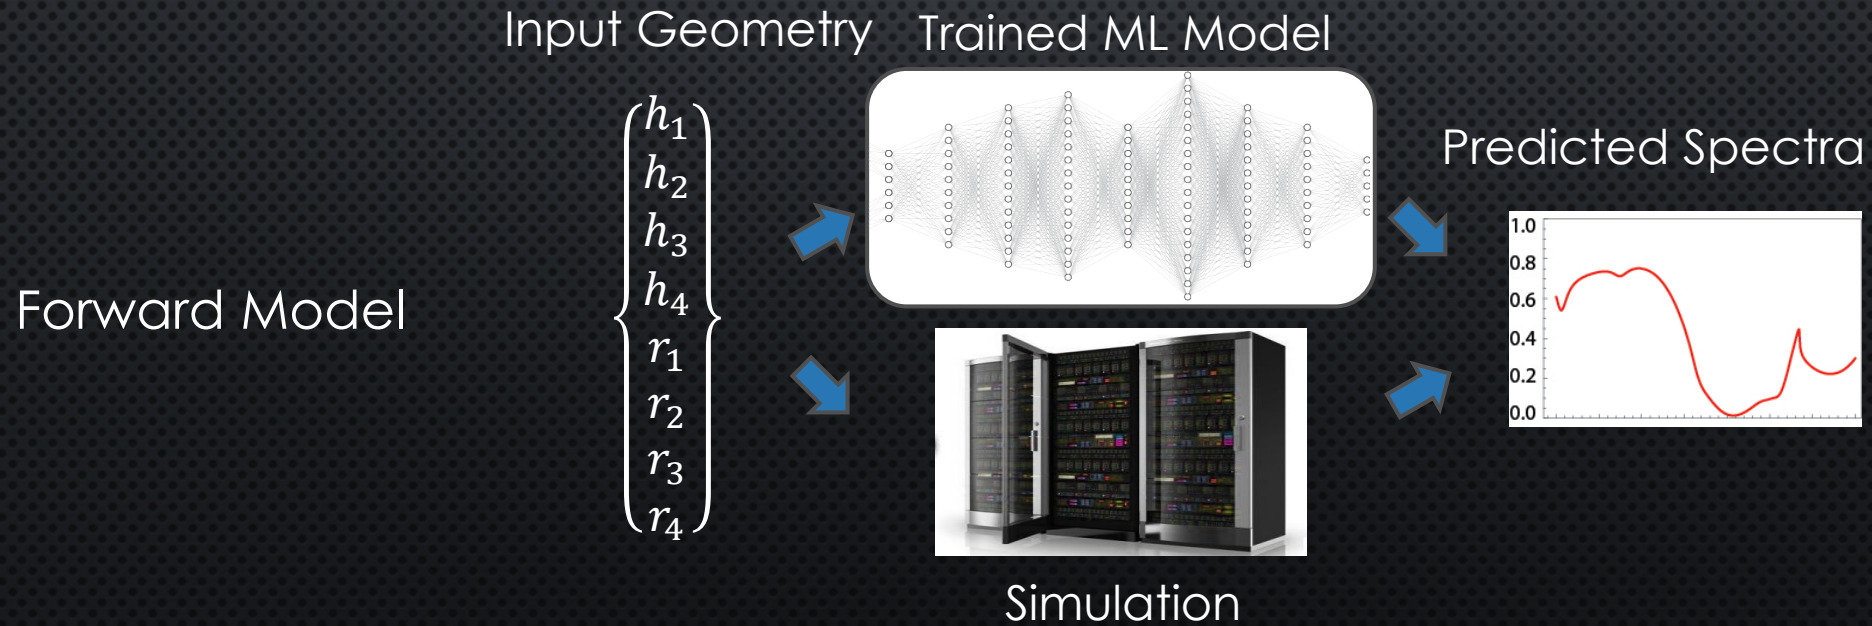 Input Geometry
Trained ML Model
h₁
h₂
h₃
h₄
r₁
r₂
r₃
r₄
Forward Model
Predicted Spectra
1.0
0.8
0.6
0.4
0.2
0.0
Simulation